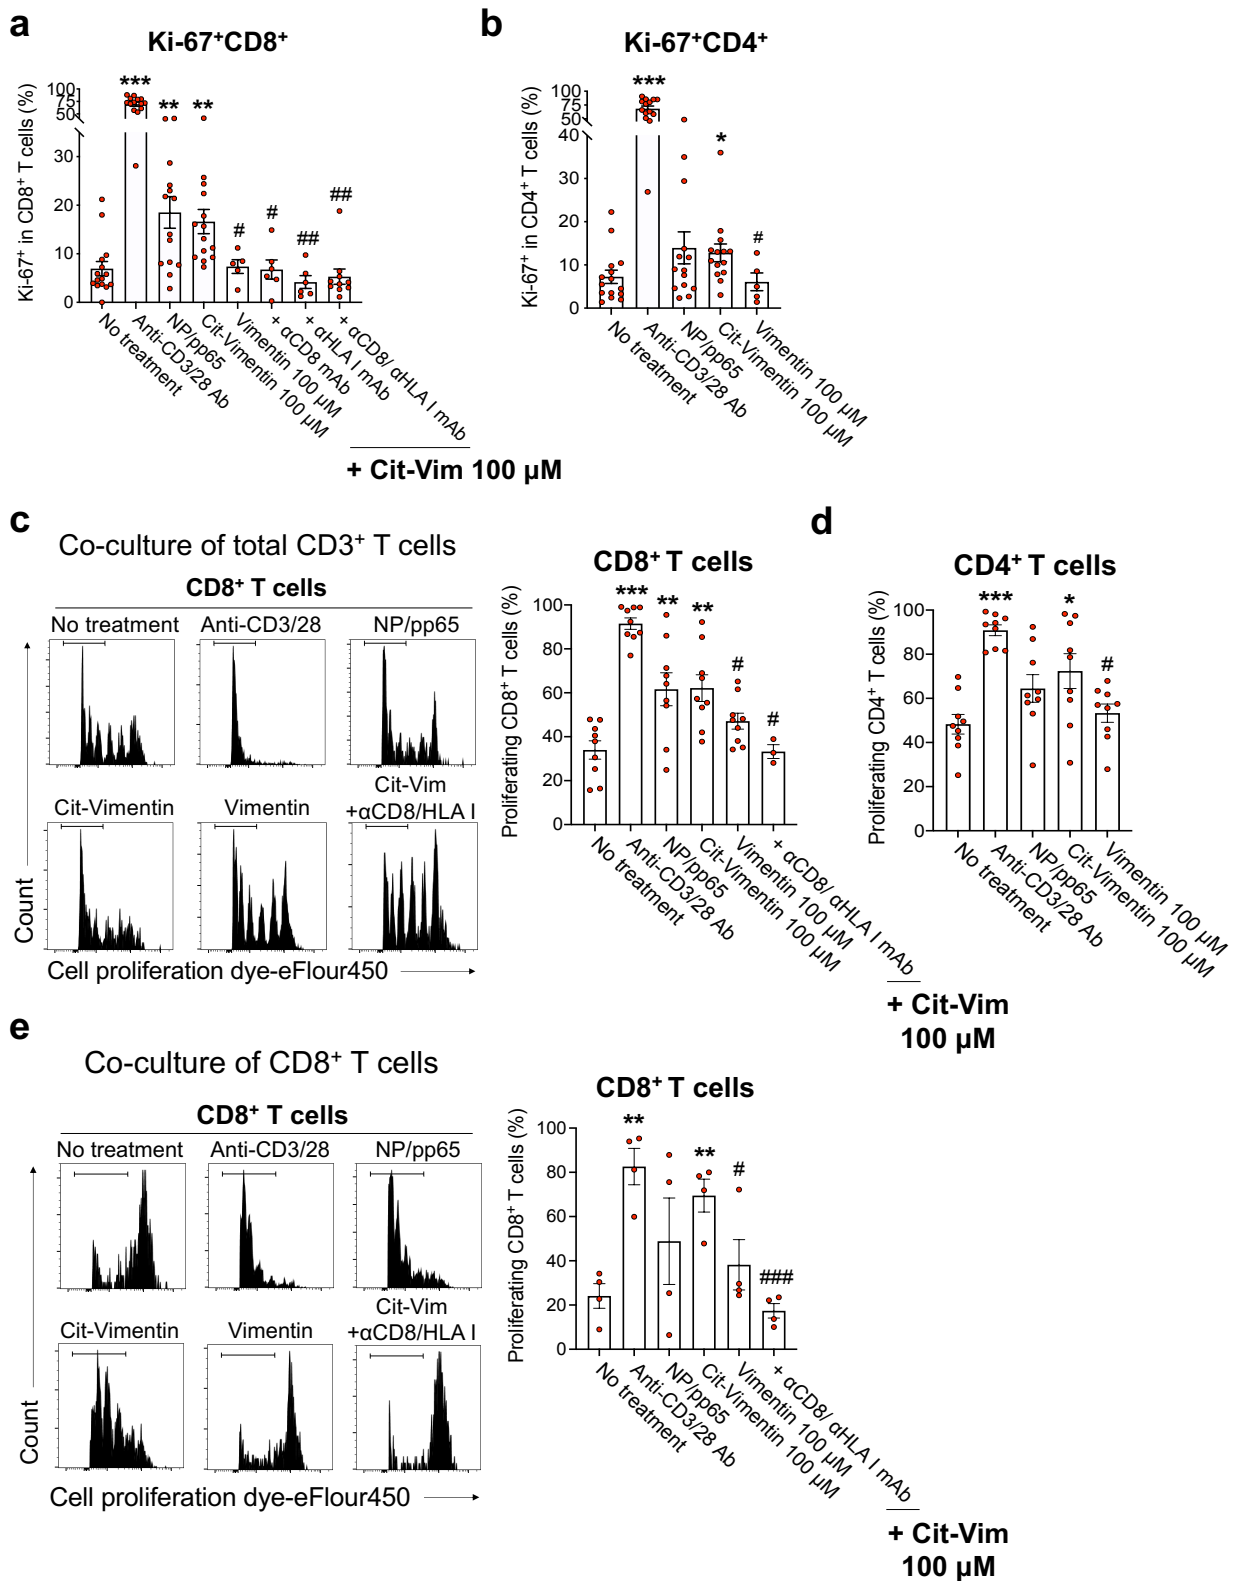 a
Ki-67⁺CD8⁺
Ki-67⁺ in CD8⁺ T cells (%)
100
75
50
30
20
10
0
***
**
**
#
#
##
##
No treatment
Anti-CD3/28 Ab
NP/pp65
Cit-Vimentin 100 µM
Vimentin 100 µM
+ αCD8 mAb
+ αHLA I mAb
+ αCD8/ αHLA I mAb
+ Cit-Vim 100 µM
b
Ki-67⁺CD4⁺
Ki-67⁺ in CD4⁺ T cells (%)
100
75
50
40
30
20
10
0
***
*
#
No treatment
Anti-CD3/28 Ab
NP/pp65
Cit-Vimentin 100 µM
Vimentin 100 µM
c
Co-culture of total CD3⁺ T cells
CD8⁺ T cells
No treatment
Anti-CD3/28
NP/pp65
Cit-Vimentin
Vimentin
Cit-Vim
+αCD8/HLA I
Count
Cell proliferation dye-eFlour450
CD8⁺ T cells
Proliferating CD8⁺ T cells (%)
100
80
60
40
20
0
***
**
**
#
#
No treatment
Anti-CD3/28 Ab
NP/pp65
Cit-Vimentin 100 µM
Vimentin 100 µM
+ αCD8/ αHLA I mAb
+ Cit-Vim
100 µM
d
CD4⁺ T cells
Proliferating CD4⁺ T cells (%)
100
80
60
40
20
0
***
*
#
No treatment
Anti-CD3/28 Ab
NP/pp65
Cit-Vimentin 100 µM
Vimentin 100 µM
e
Co-culture of CD8⁺ T cells
CD8⁺ T cells
No treatment
Anti-CD3/28
NP/pp65
Cit-Vimentin
Vimentin
Cit-Vim
+αCD8/HLA I
Count
Cell proliferation dye-eFlour450
CD8⁺ T cells
Proliferating CD8⁺ T cells (%)
100
80
60
40
20
0
**
**
#
###
No treatment
Anti-CD3/28 Ab
NP/pp65
Cit-Vimentin 100 µM
Vimentin 100 µM
+ αCD8/ αHLA I mAb
+ Cit-Vim
100 µM